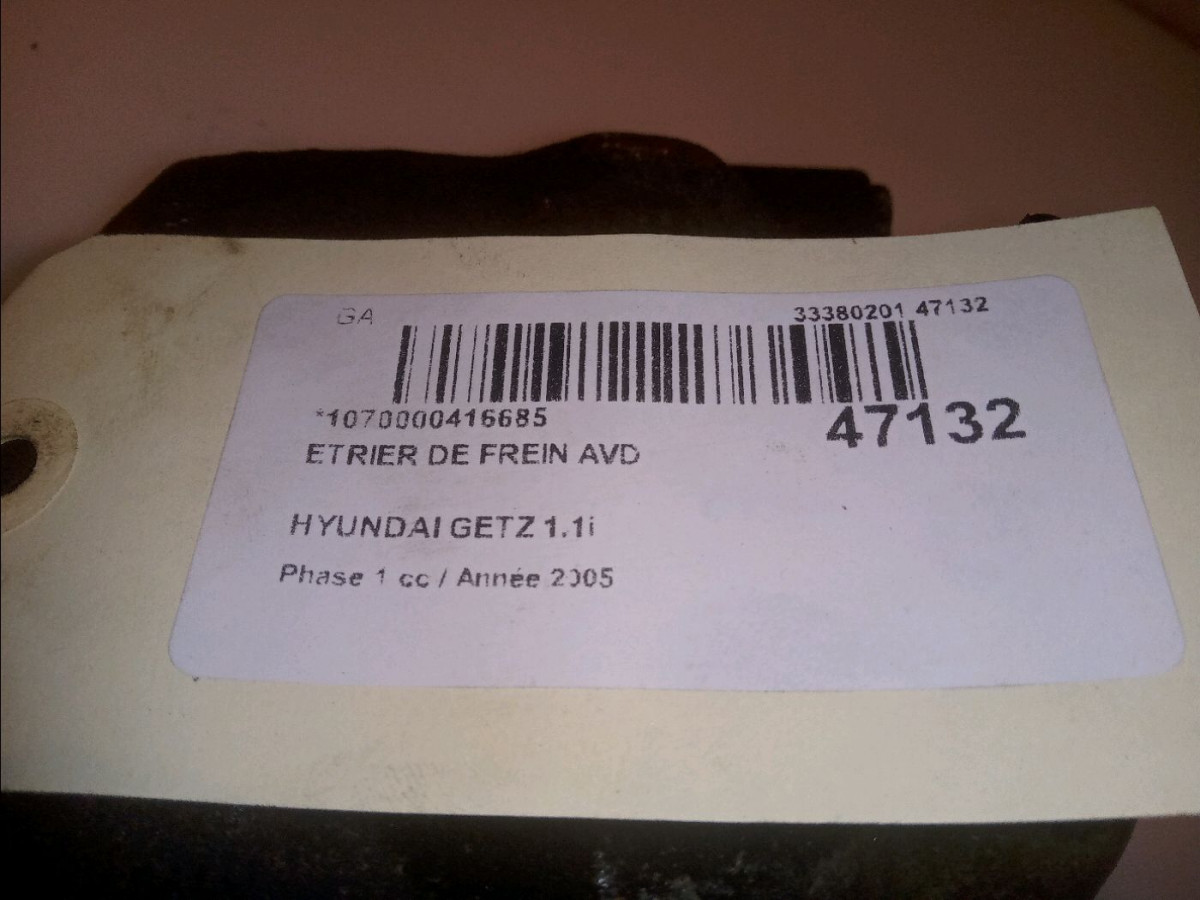 GA 33380201 47132
*1070000416685 47132
ETRIER DE FREIN AVD
HYUNDAI GETZ 1.1i
Phase 1 cc / Année 2005